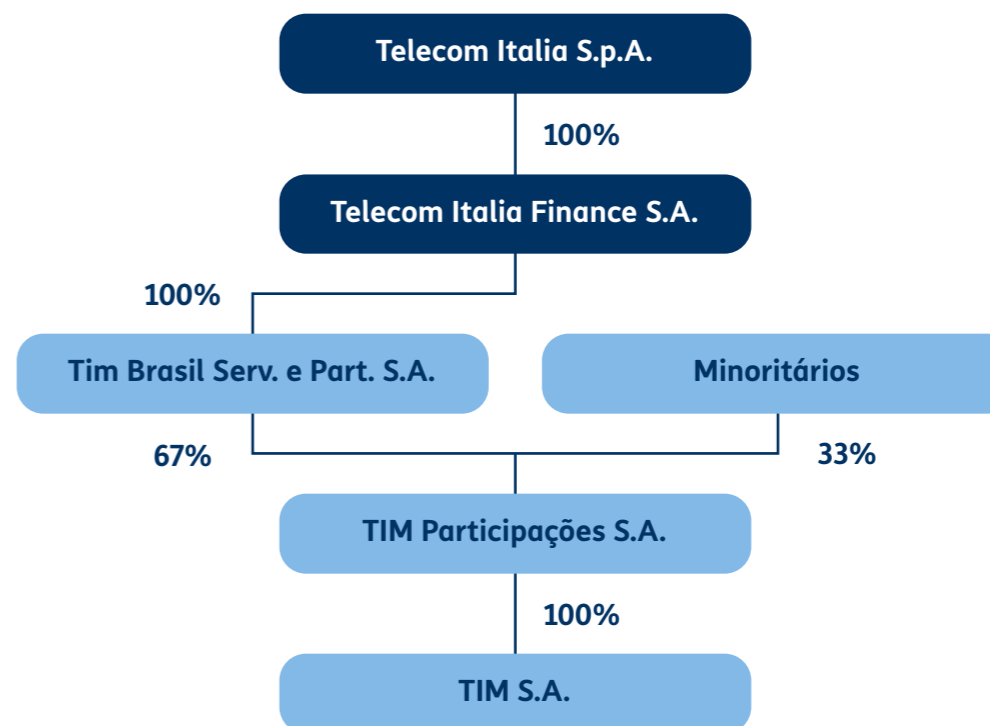 Telecom Italia S.p.A.
100%
Telecom Italia Finance S.A.
100%
Tim Brasil Serv. e Part. S.A.
Minoritários
67%
33%
TIM Participações S.A.
100%
TIM S.A.